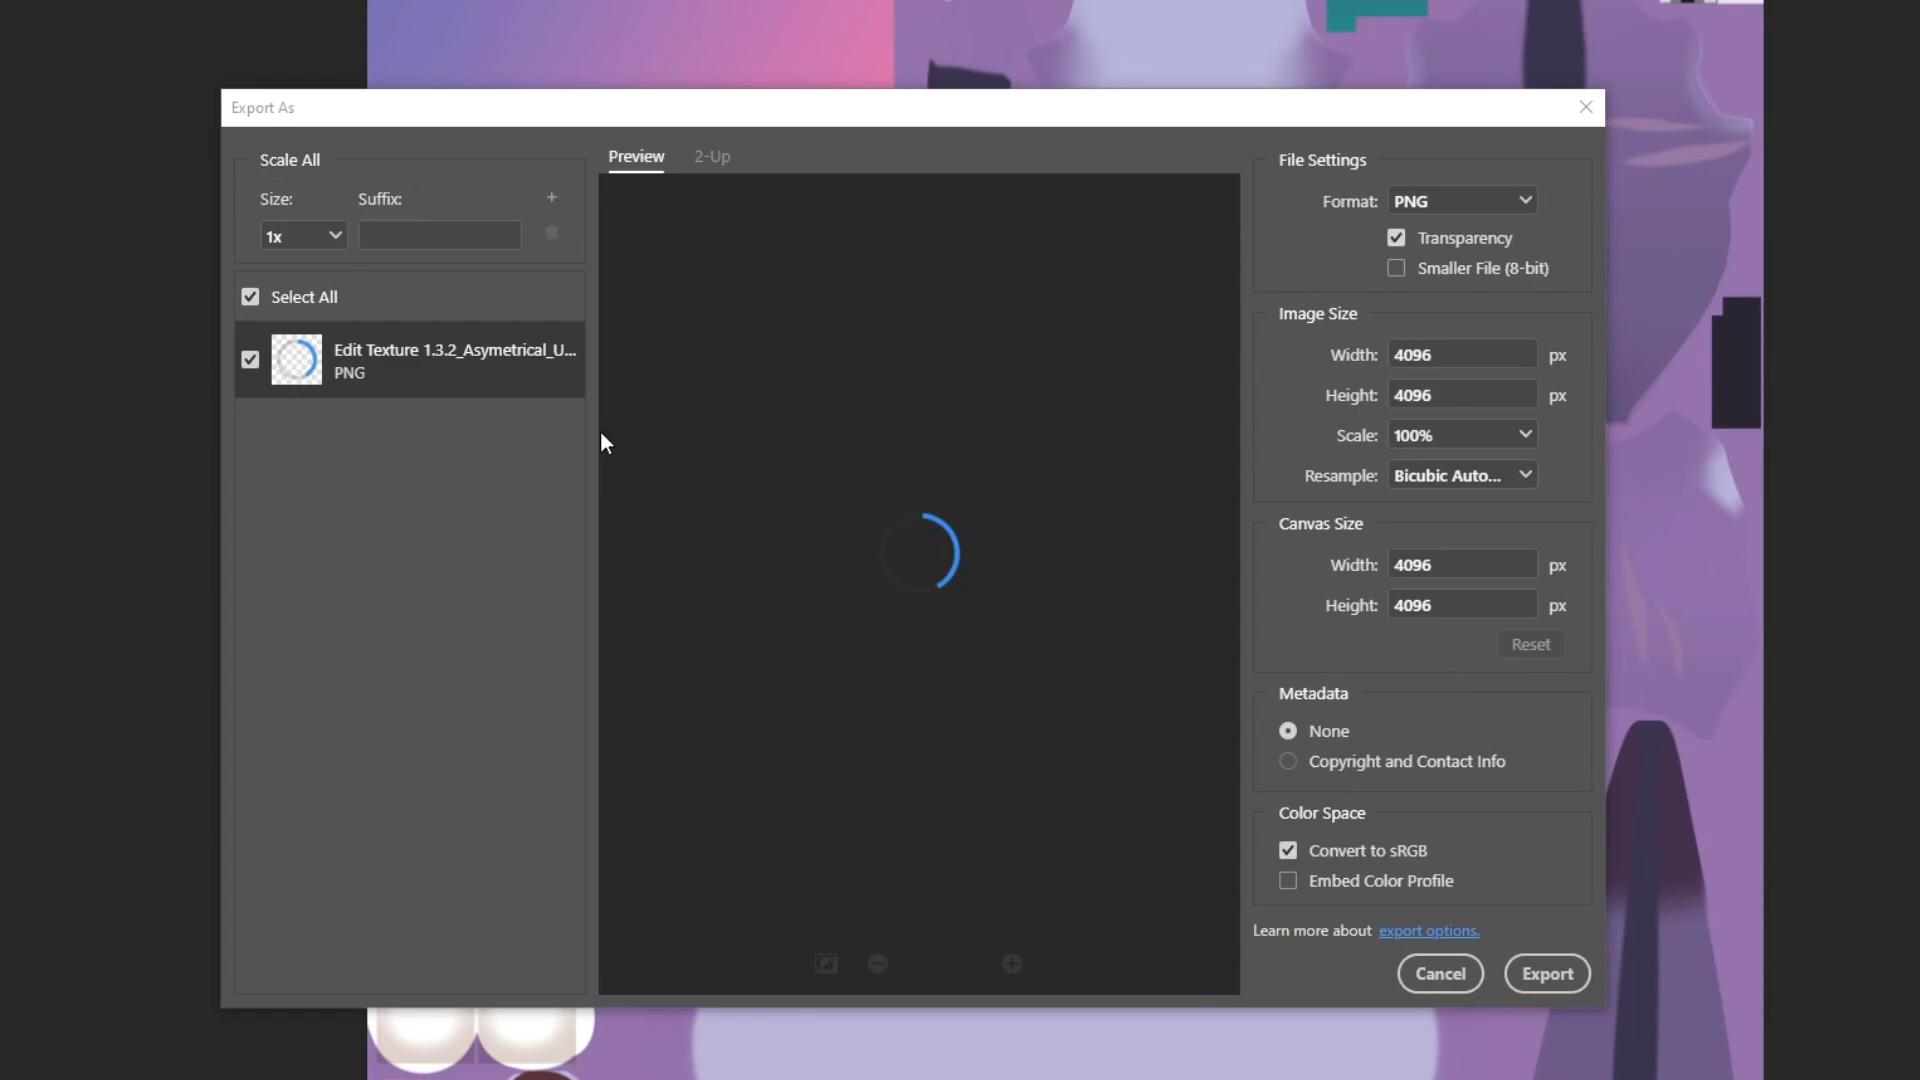 Export As
Scale All
Size:
Suffix:
+
1x
Select All
Edit Texture 1.3.2_Asymetrical_U...
PNG
Preview
2-Up
File Settings
Format: PNG
Transparency
Smaller File (8-bit)
Image Size
Width: 4096 px
Height: 4096 px
Scale: 100%
Resample: Bicubic Auto...
Canvas Size
Width: 4096 px
Height: 4096 px
Reset
Metadata
None
Copyright and Contact Info
Color Space
Convert to sRGB
Embed Color Profile
Learn more about export options.
Cancel
Export